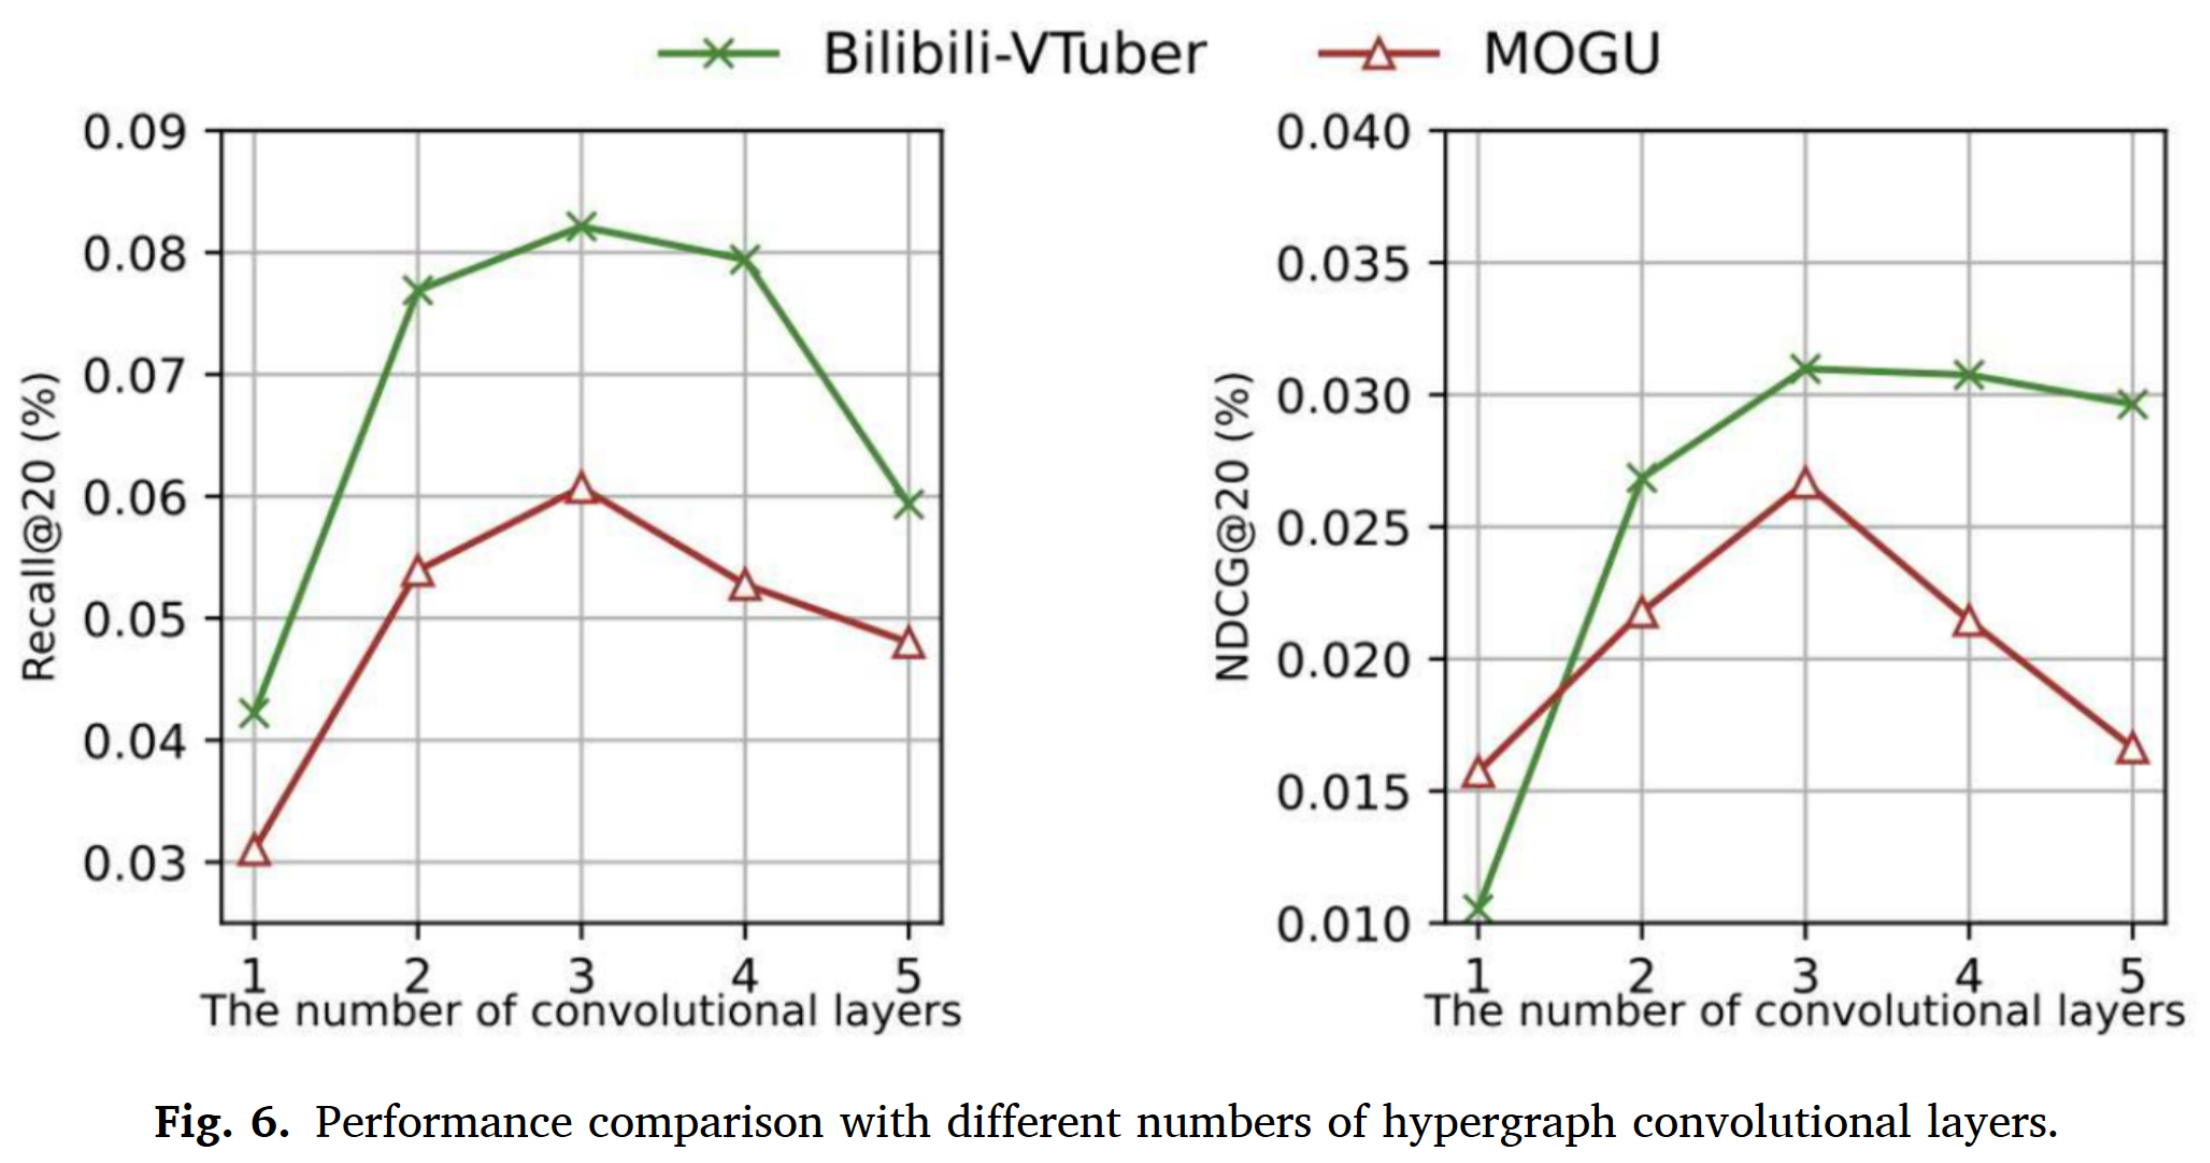 Bilibili-VTuber MOGU
Recall@20 (%)
0.09
0.08
0.07
0.06
0.05
0.04
0.03
1 2 3 4 5
The number of convolutional layers
NDCG@20 (%)
0.040
0.035
0.030
0.025
0.020
0.015
0.010
1 2 3 4 5
The number of convolutional layers
Fig. 6. Performance comparison with different numbers of hypergraph convolutional layers.